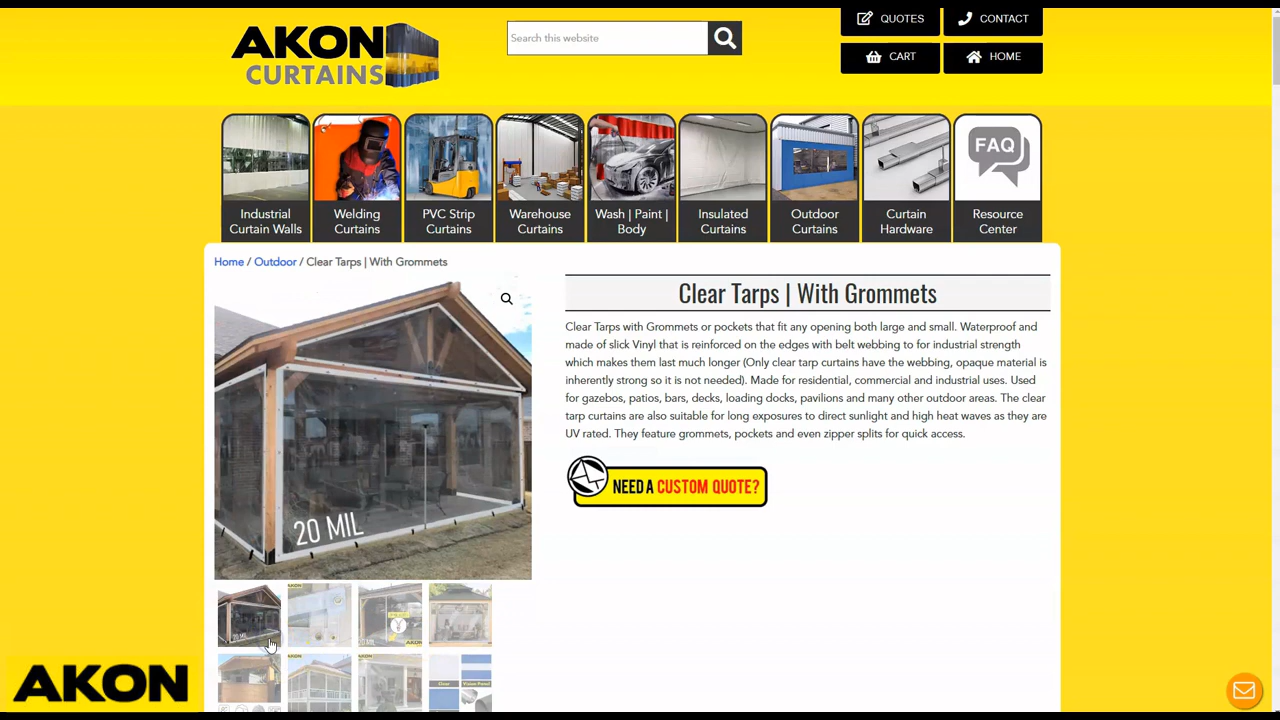 AKON
CURTAINS
Search this website
QUOTES
CONTACT
CART
HOME
FAQ
Industrial
Curtain Walls
Welding
Curtains
PVC Strip
Curtains
Warehouse
Curtains
Wash | Paint |
Body
Insulated
Curtains
Outdoor
Curtains
Curtain
Hardware
Resource
Center
Home / Outdoor / Clear Tarps | With Grommets
20 MIL
Clear Tarps | With Grommets
Clear Tarps with Grommets or pockets that fit any opening both large and small. Waterproof and
made of slick Vinyl that is reinforced on the edges with belt webbing to for industrial strength
which makes them last much longer (Only clear tarp curtains have the webbing, opaque material is
inherently strong so it is not needed). Made for residential, commercial and industrial uses. Used
for gazebos, patios, bars, decks, loading docks, pavilions and many other outdoor areas. The clear
tarp curtains are also suitable for long exposures to direct sunlight and high heat waves as they are
UV rated. They feature grommets, pockets and even zipper splits for quick access.
NEED A CUSTOM QUOTE?
20 MIL
AKON
AKON
AKON
Clear
Vision Panel
AKON